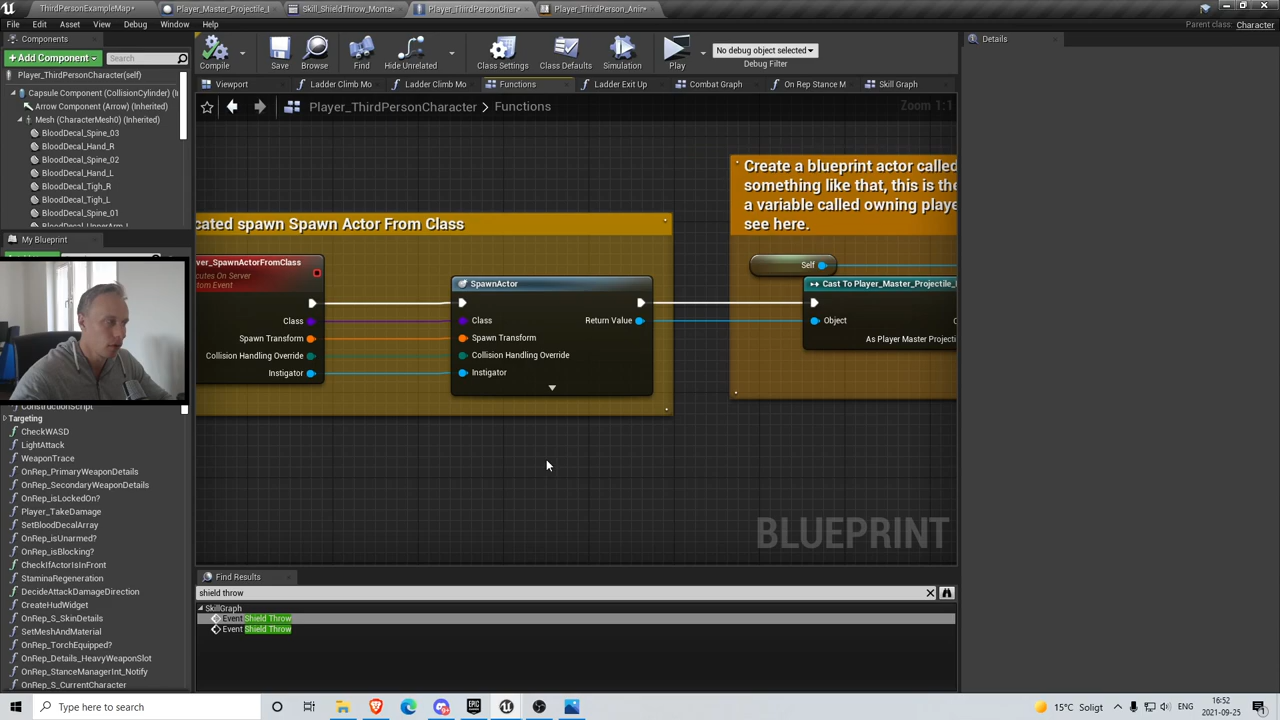 ThirdPersonExampleMap*
Player_Master_Projectile_
Skill_ShieldThrow_Monta*
Player_ThirdPersonChar*
Player_ThirdPerson_Anim*
File Edit Asset View Debug Window Help
Parent class: Character
Components
+Add Component
Search
Player_ThirdPersonCharacter(self)
Capsule Component (CollisionCylinder) (I
Arrow Component (Arrow) (Inherited)
Mesh (CharacterMesh0) (Inherited)
BloodDecal_Spine_03
BloodDecal_Hand_R
BloodDecal_Spine_02
BloodDecal_Hand_L
BloodDecal_Tigh_R
BloodDecal_Tigh_L
BloodDecal_Spine_01
My Blueprint
ConstructionScript
Targeting
CheckWASD
LightAttack
WeaponTrace
OnRep_PrimaryWeaponDetails
OnRep_SecondaryWeaponDetails
OnRep_isLockedOn?
Player_TakeDamage
SetBloodDecalArray
OnRep_isUnarmed?
OnRep_isBlocking?
CheckIfActorIsInFront
StaminaRegeneration
DecideAttackDamageDirection
CreateHudWidget
OnRep_S_SkinDetails
SetMeshAndMaterial
OnRep_TorchEquipped?
OnRep_Details_HeavyWeaponSlot
OnRep_StanceManagerInt_Notify
OnRep_S_CurrentCharacter
Compile
Save
Browse
Find
Hide Unrelated
Class Settings
Class Defaults
Simulation
Play
No debug object selected
Debug Filter
Viewport
Ladder Climb Mo
Ladder Climb Mo
Functions
Ladder Exit Up
Combat Graph
On Rep Stance M
Skill Graph
Player_ThirdPersonCharacter > Functions
Zoom 1:1
cated spawn Spawn Actor From Class
ver_SpawnActorFromClass
cutes On Server
tom Event
Class
Spawn Transform
Collision Handling Override
Instigator
SpawnActor
Class
Return Value
Spawn Transform
Collision Handling Override
Instigator
Create a blueprint actor called
something like that, this is the
a variable called owning playe
see here.
Self
Cast To Player_Master_Projectile_
Object
As Player Master Projecti
BLUEPRINT
Find Results
shield throw
SkillGraph
Event Shield Throw
Event Shield Throw
Details
Type here to search
15°C Soligt
16:52
2021-09-25